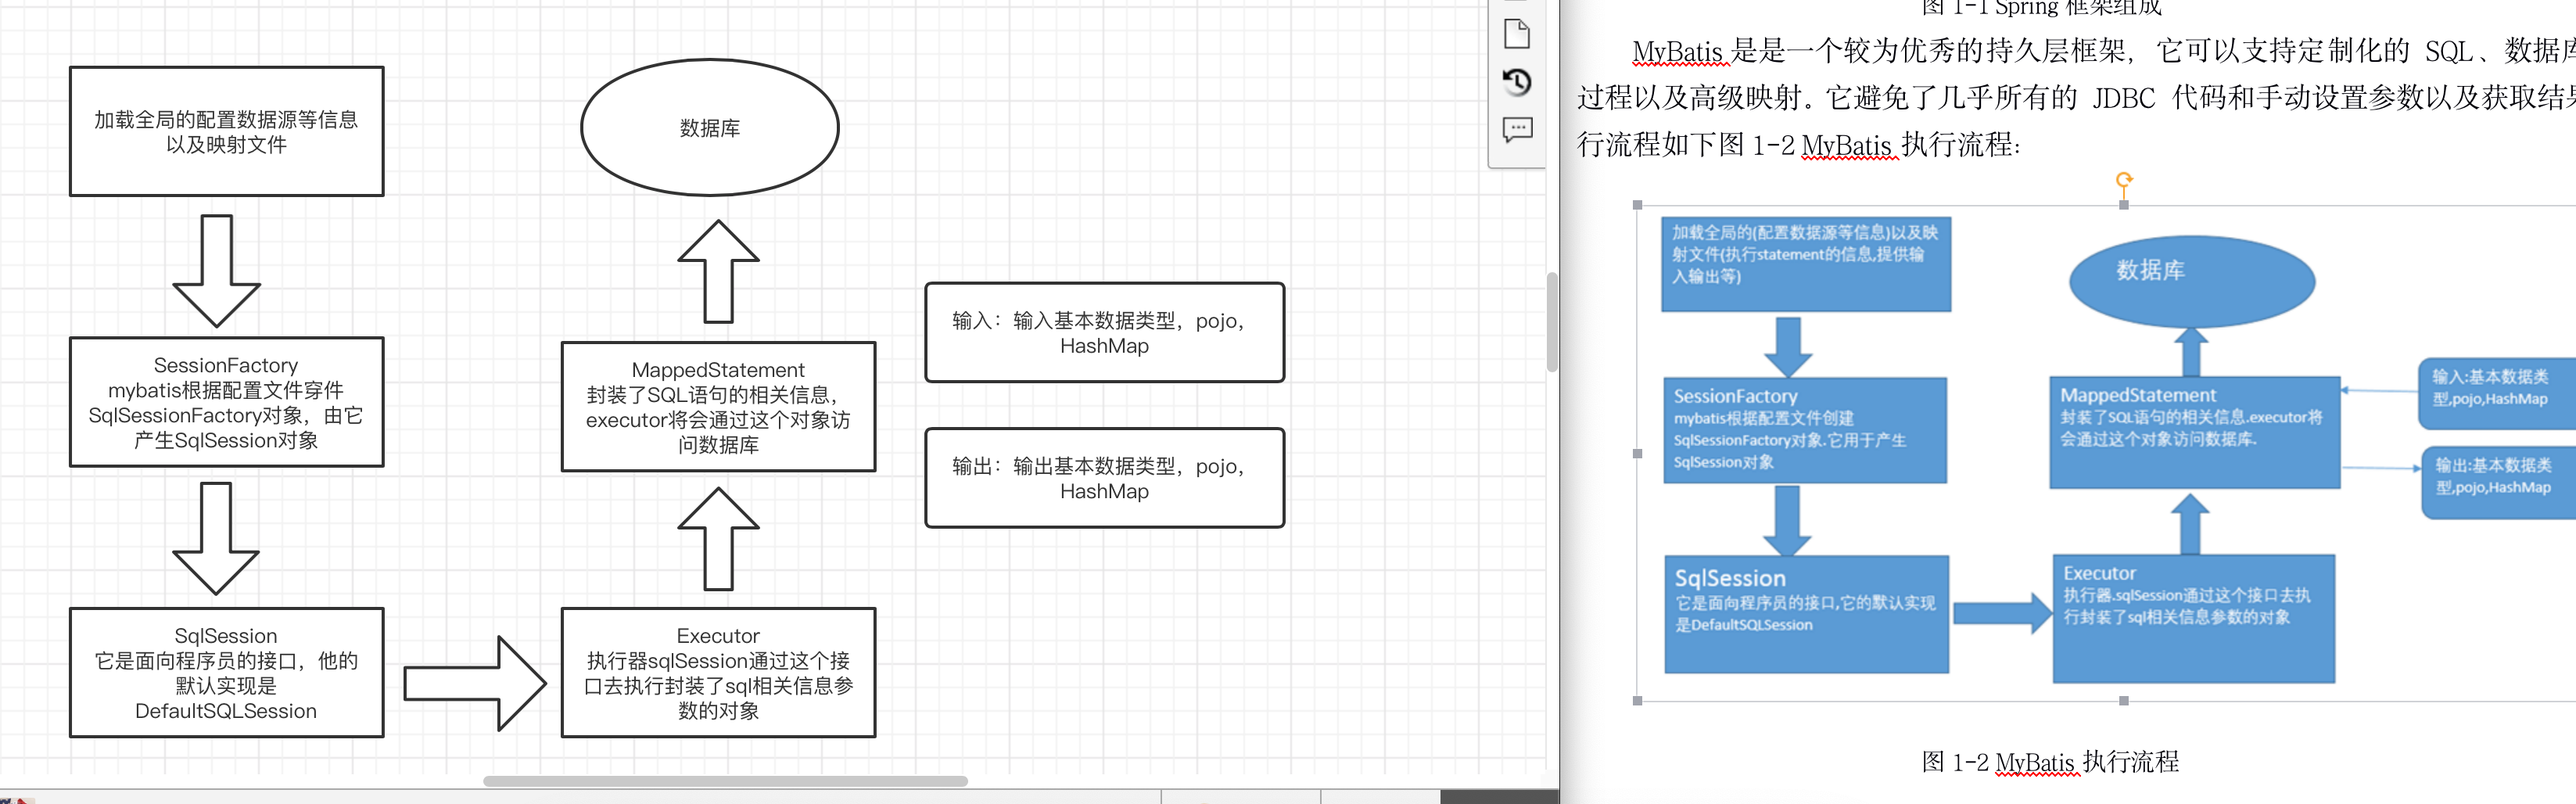 加载全局的配置数据源等信息
以及映射文件
数据库
SessionFactory
mybatis根据配置文件穿件
SqlSessionFactory对象，由它
产生SqlSession对象
MappedStatement
封装了SQL语句的相关信息，
executor将会通过这个对象访
问数据库
输入：输入基本数据类型，pojo，
HashMap
输出：输出基本数据类型，pojo，
HashMap
SqlSession
它是面向程序员的接口，他的
默认实现是
DefaultSQLSession
Executor
执行器sqlSession通过这个接
口去执行封装了sql相关信息参
数的对象
图 1-1 Spring 框架组成
MyBatis 是是一个较为优秀的持久层框架，它可以支持定制化的 SQL、数据库
过程以及高级映射。它避免了几乎所有的 JDBC 代码和手动设置参数以及获取结果
行流程如下图 1-2 MyBatis 执行流程：
加载全局的(配置数据源等信息)以及映
射文件(执行statement的信息,提供输
入输出等)
数据库
SessionFactory
mybatis根据配置文件创建
SqlSessionFactory对象.它用于产生
SqlSession对象
MappedStatement
封装了SQL语句的相关信息.executor将
会通过这个对象访问数据库.
输入:基本数据类
型,pojo,HashMap
输出:基本数据类
型,pojo,HashMap
SqlSession
它是面向程序员的接口,它的默认实现
是DefaultSQLSession
Executor
执行器.sqlSession通过这个接口去执
行封装了sql相关信息参数的对象
图 1-2 MyBatis 执行流程